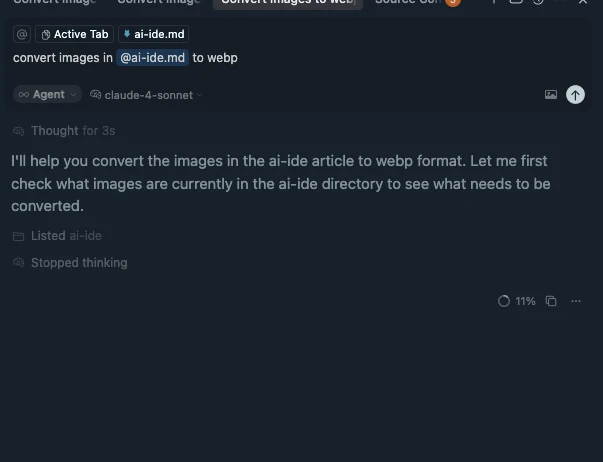 Convert image
Convert image
Convert images to webp
Source Con
3
@
Active Tab
ai-ide.md
convert images in @ai-ide.md to webp
Agent
claude-4-sonnet
Thought for 3s
I'll help you convert the images in the ai-ide article to webp format. Let me first
check what images are currently in the ai-ide directory to see what needs to be
converted.
Listed ai-ide
Stopped thinking
11%